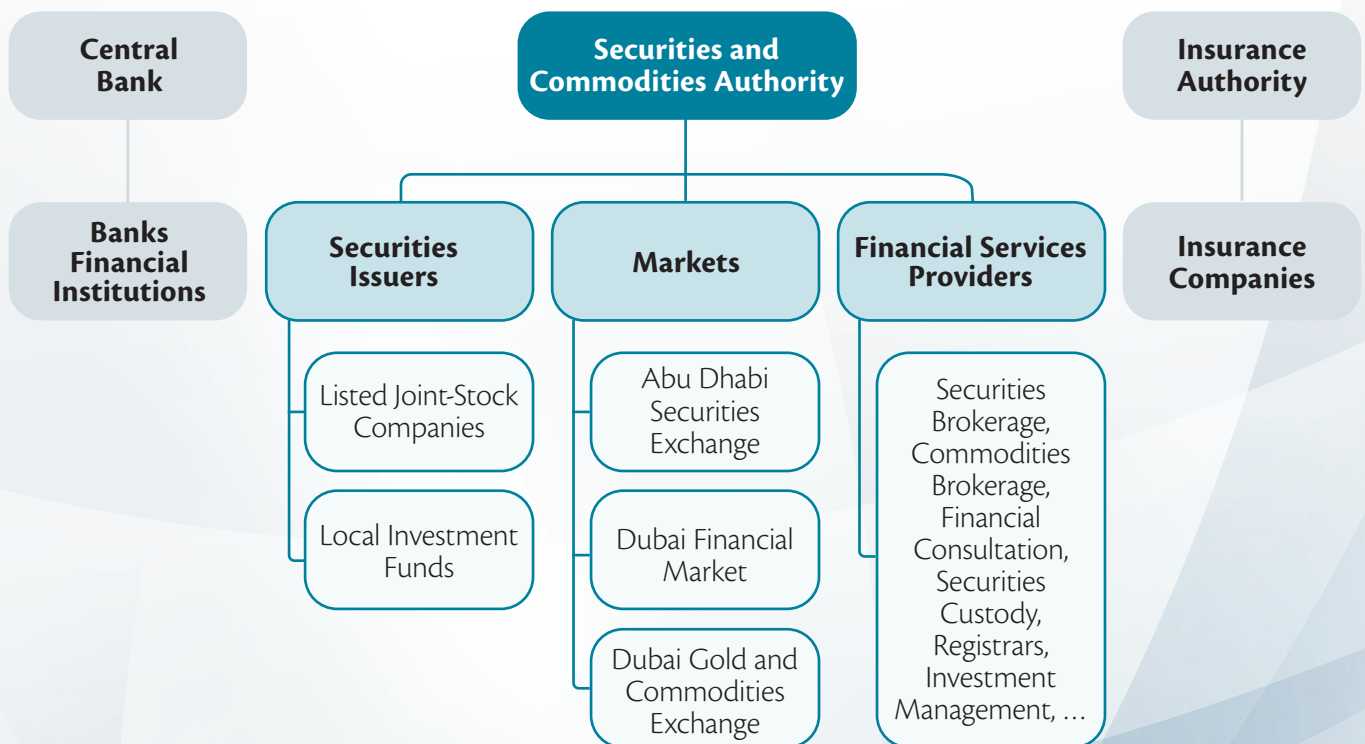 Central
Bank
Securities and
Commodities Authority
Insurance
Authority
Banks
Financial
Institutions
Securities
Issuers
Markets
Financial Services
Providers
Insurance
Companies
Listed Joint-Stock
Companies
Local Investment
Funds
Abu Dhabi
Securities
Exchange
Dubai Financial
Market
Dubai Gold and
Commodities
Exchange
Securities
Brokerage,
Commodities
Brokerage,
Financial
Consultation,
Securities
Custody,
Registrars,
Investment
Management, ...